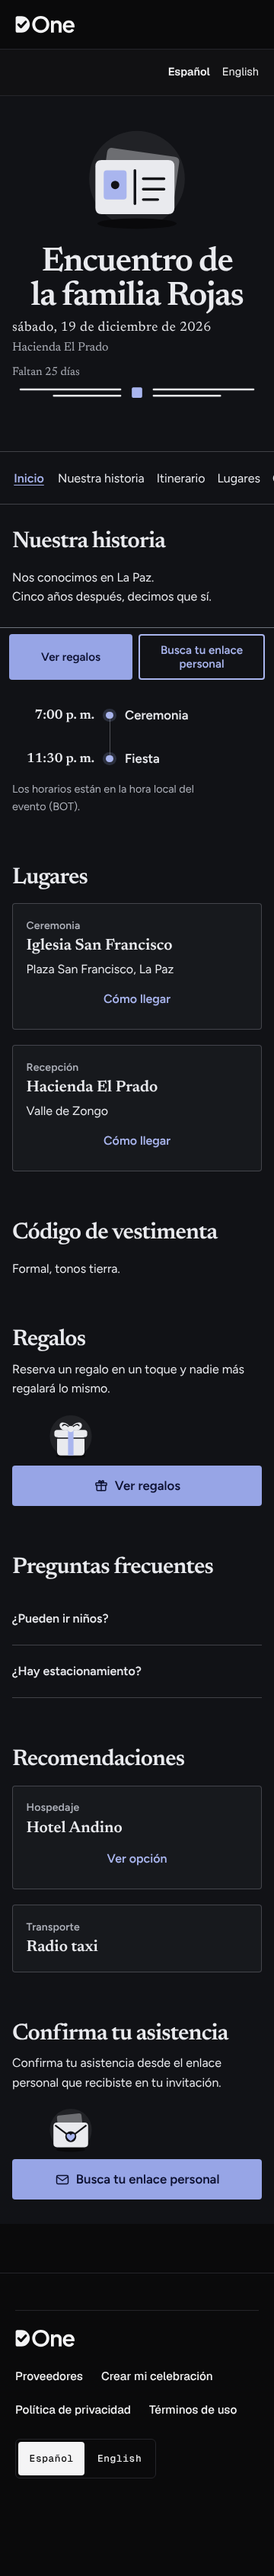 One
Español English
Encuentro de
la familia Rojas
sábado, 19 de diciembre de 2026
Hacienda El Prado
Faltan 25 días
Inicio Nuestra historia Itinerario Lugares
Nuestra historia
Nos conocimos en La Paz.
Cinco años después, decimos que sí.
Ver regalos
Busca tu enlace
personal
7:00 p. m. Ceremonia
11:30 p. m. Fiesta
Los horarios están en la hora local del
evento (BOT).
Lugares
Ceremonia
Iglesia San Francisco
Plaza San Francisco, La Paz
Cómo llegar
Recepción
Hacienda El Prado
Valle de Zongo
Cómo llegar
Código de vestimenta
Formal, tonos tierra.
Regalos
Reserva un regalo en un toque y nadie más
regalará lo mismo.
Ver regalos
Preguntas frecuentes
¿Pueden ir niños?
¿Hay estacionamiento?
Recomendaciones
Hospedaje
Hotel Andino
Ver opción
Transporte
Radio taxi
Confirma tu asistencia
Confirma tu asistencia desde el enlace
personal que recibiste en tu invitación.
Busca tu enlace personal
One
Proveedores Crear mi celebración
Política de privacidad Términos de uso
Español English